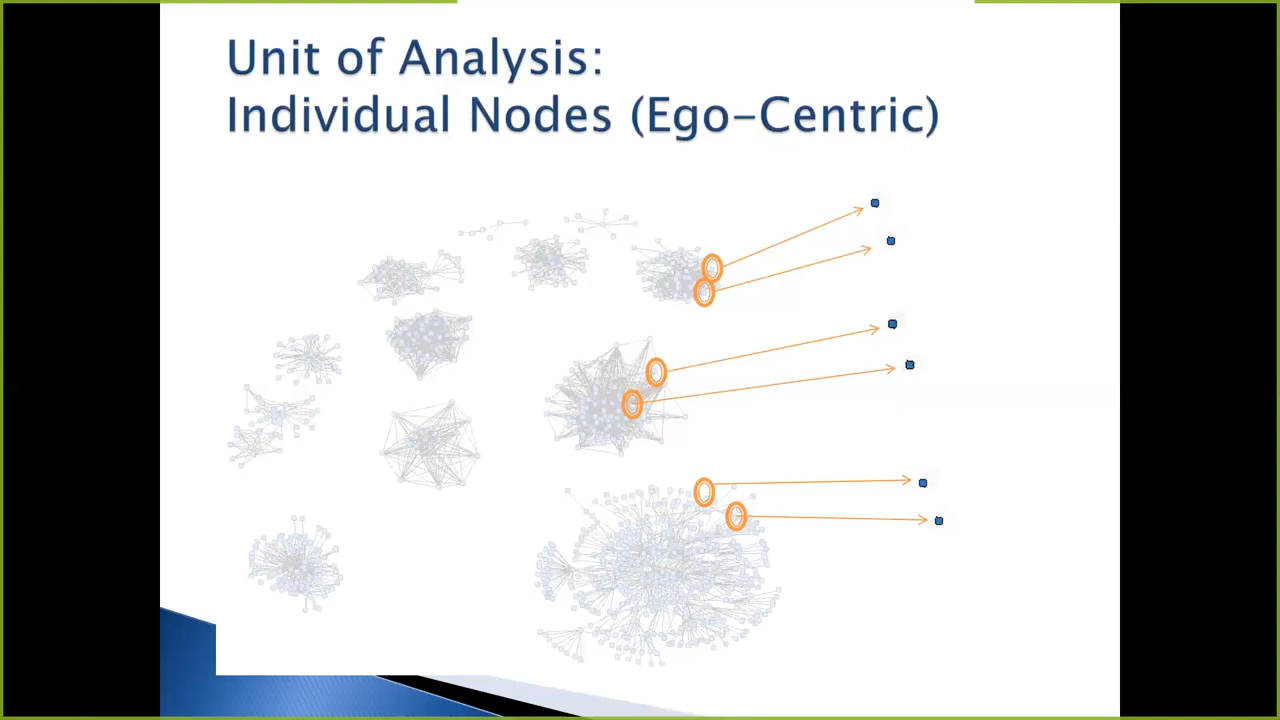 Unit of Analysis:
Individual Nodes (Ego-Centric)